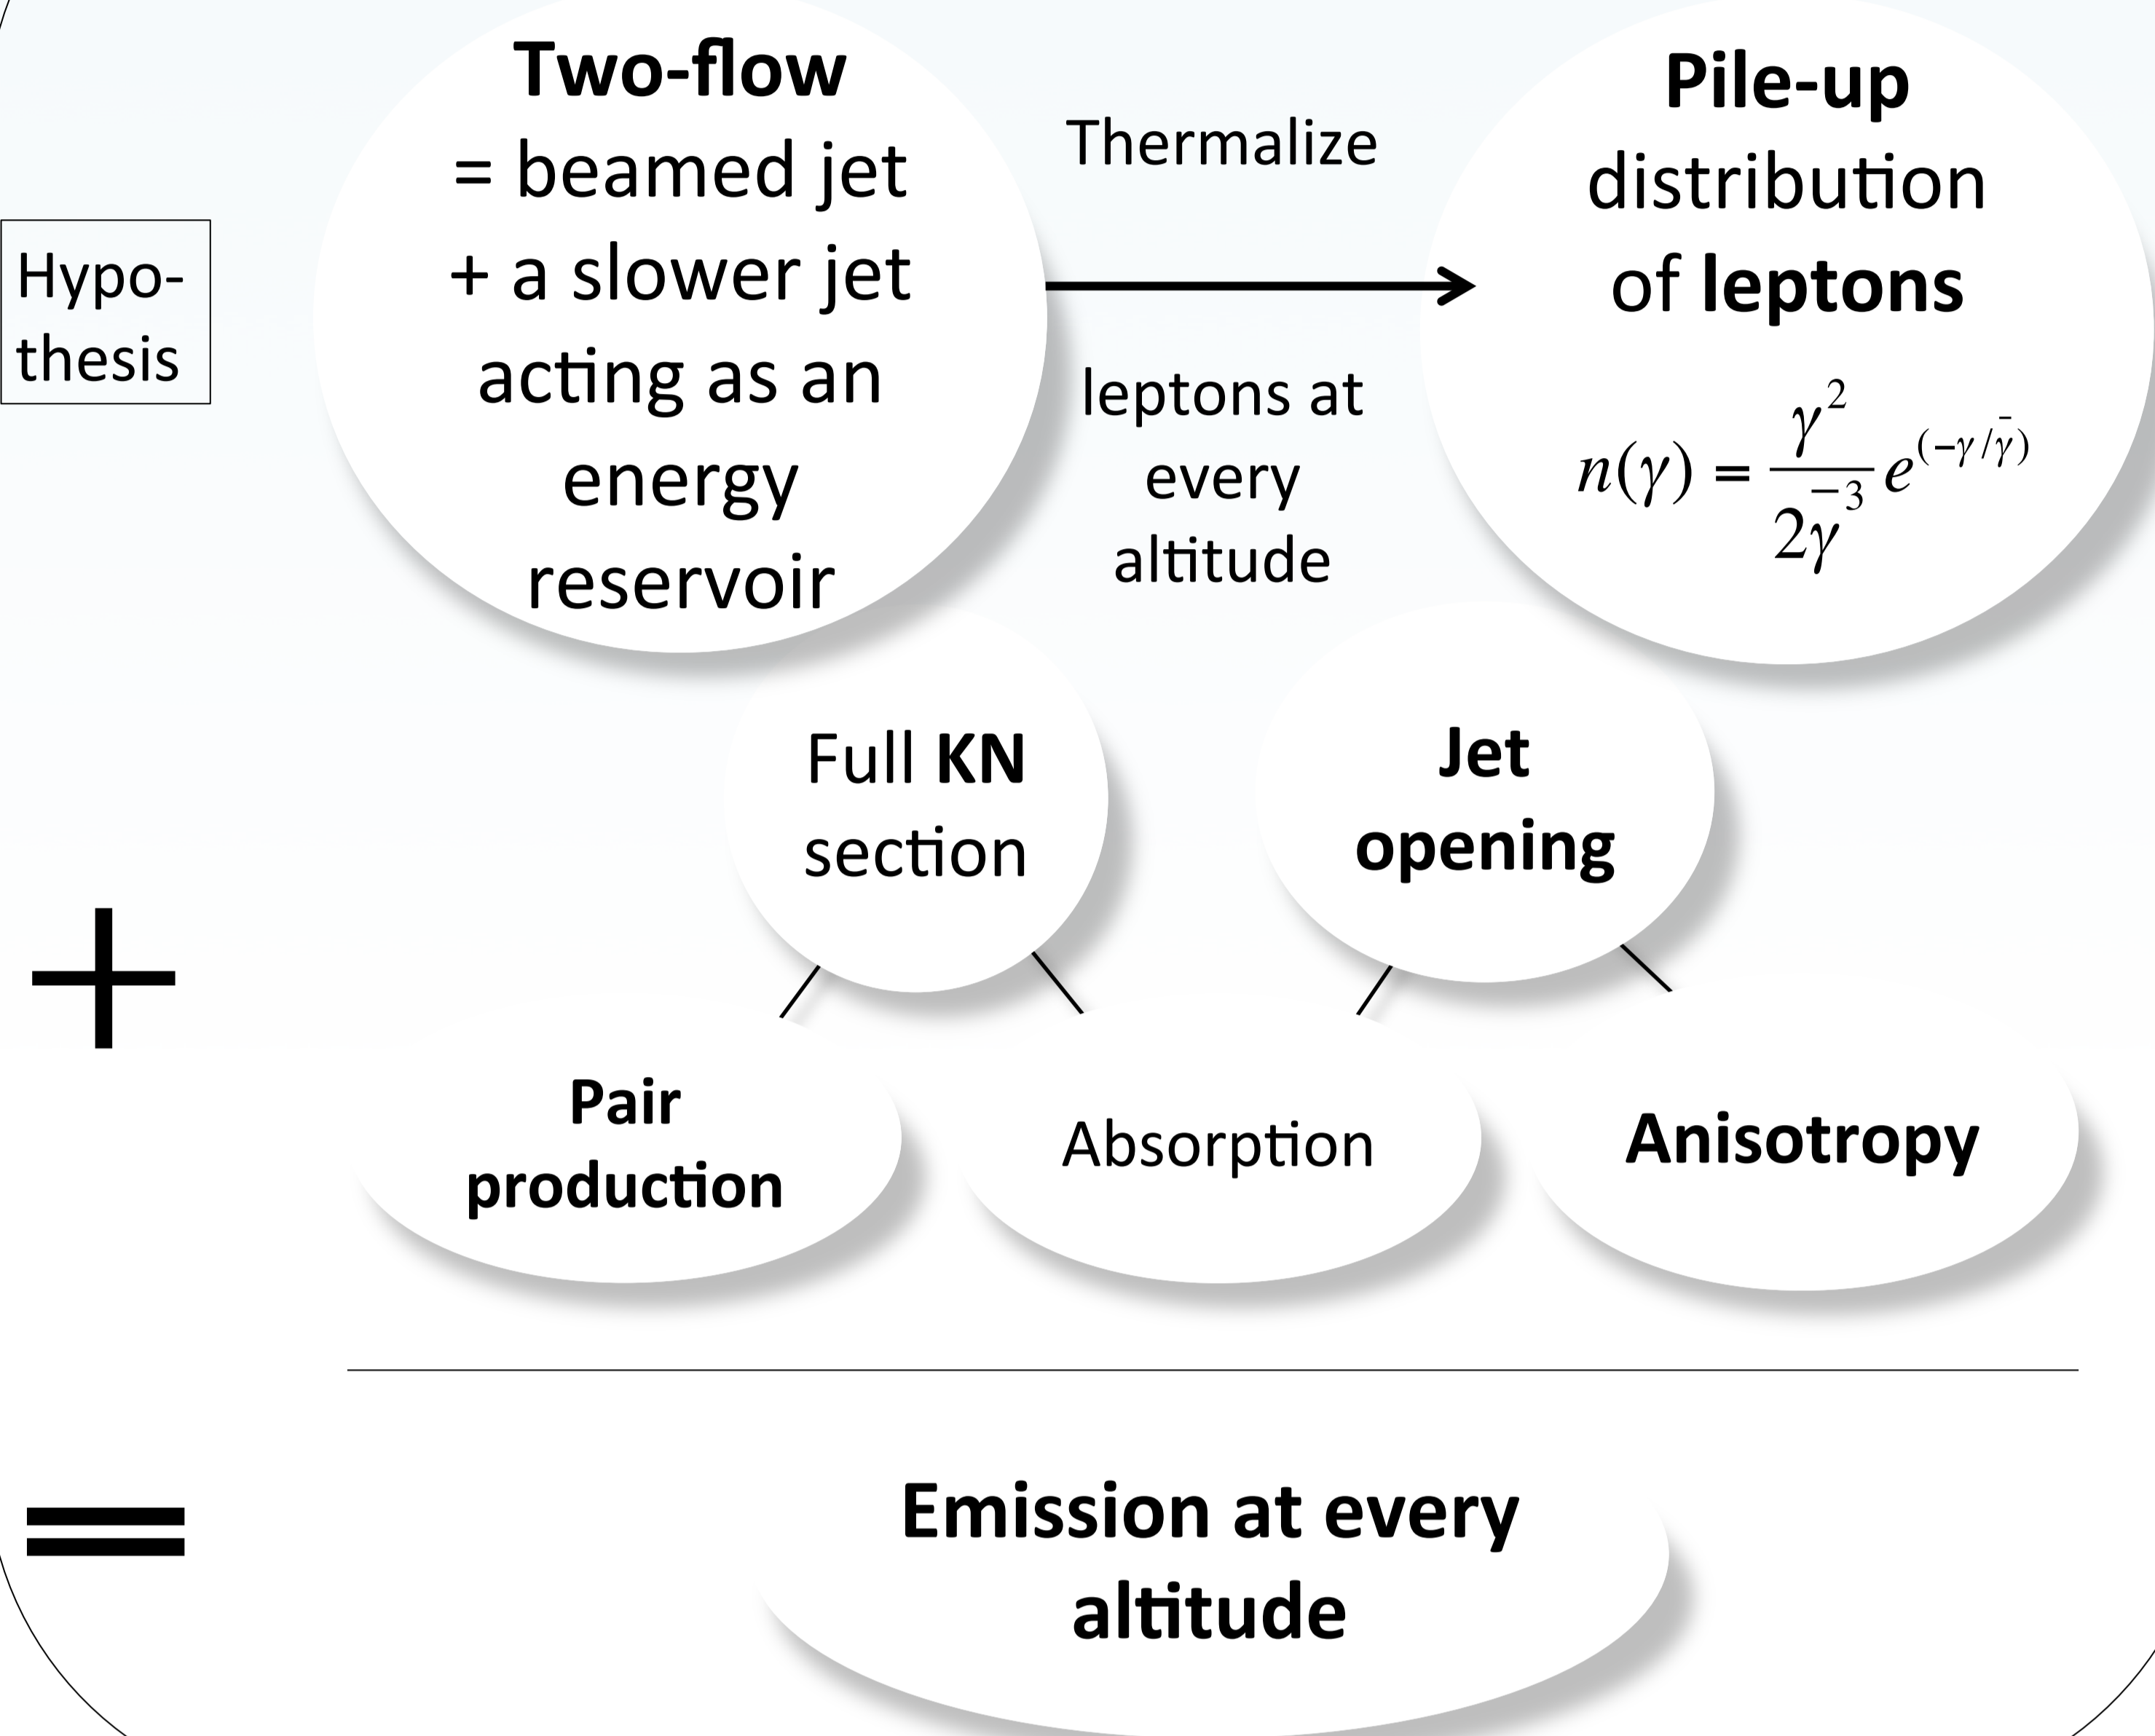 Two-flow
= beamed jet
+ a slower jet
acting as an
energy
reservoir
Hypo-
thesis
Thermalize
leptons at
every
altitude
Pile-up
distribution
of leptons
n(γ) = γ² / 2γ̄³ e^(−γ/γ̄)
Full KN
section
Jet
opening
+
Pair
production
Absorption
Anisotropy
=
Emission at every
altitude